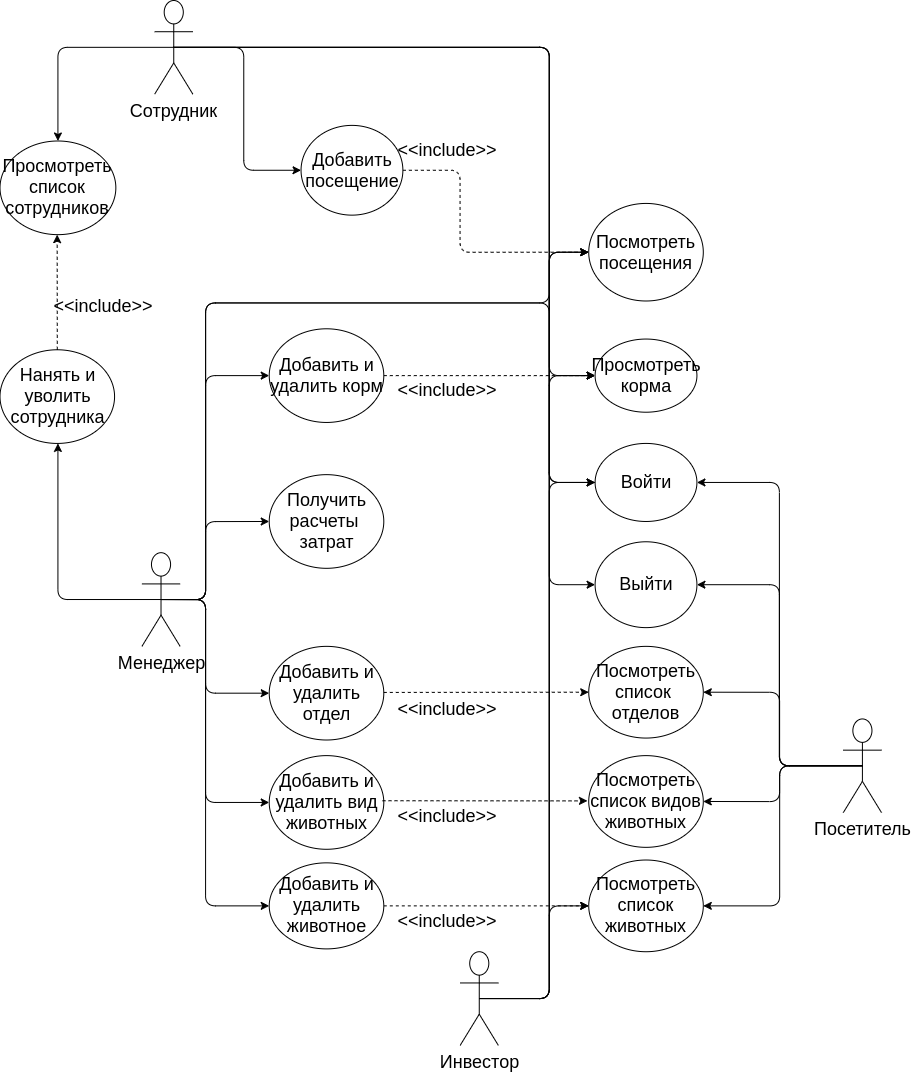 Сотрудник
Просмотреть
список
сотрудников
Добавить
посещение
<<include>>
Посмотреть
посещения
<<include>>
Нанять и
уволить
сотрудника
Добавить и
удалить корм
<<include>>
Просмотреть
корма
Получить
расчеты
затрат
Войти
Выйти
Менеджер
Добавить и
удалить
отдел
<<include>>
Посмотреть
список
отделов
Добавить и
удалить вид
животных
<<include>>
Посмотреть
список видов
животных
Посетитель
Добавить и
удалить
животное
<<include>>
Посмотреть
список
животных
Инвестор